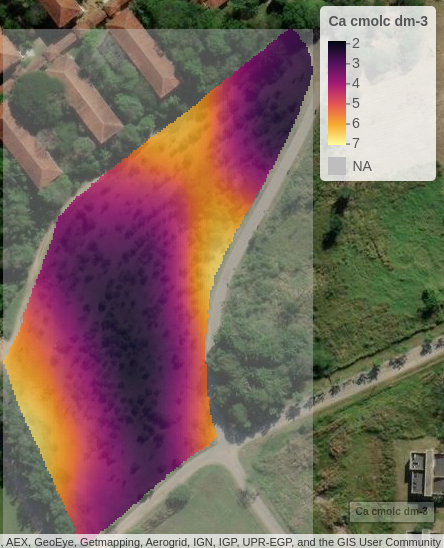 Ca cmolc dm-3
2
3
4
5
6
7
NA
Ca cmolc dm-3
, AEX, GeoEye, Getmapping, Aerogrid, IGN, IGP, UPR-EGP, and the GIS User Community